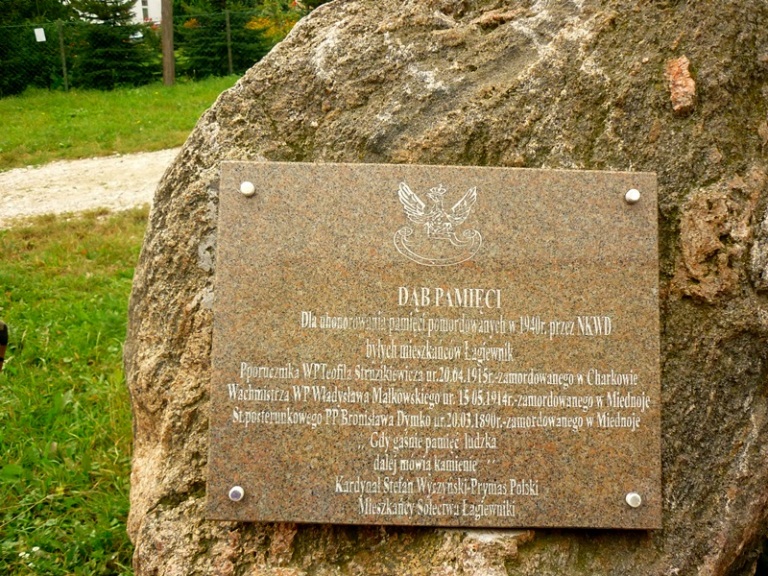 DĄB PAMIĘCI
Dla uhonorowania pamięci pomordowanych w 1940r. przez NKWD
byłych mieszkańców Łagiewnik
Pporucznika WP Teofila Struzikiewicza ur.20.04.1915r.-zamordowanego w Charkowie
Wachmistrza WP Władysława Małkowskiego ur. 15.05.1914r.-zamordowanego w Miednoje
St.posterunkowego PP Bronisława Dymko ur.20.03.1890r.-zamordowanego w Miednoje
,, Gdy gaśnie pamięć ludzka
dalej mówią kamienie ''
Kardynał Stefan Wyszyński-Prymas Polski
Mieszkańcy Sołectwa Łagiewniki